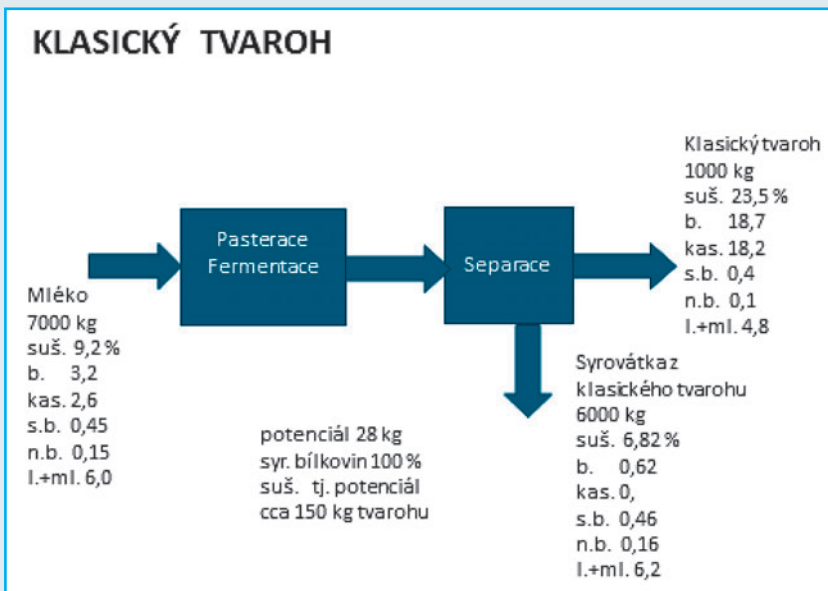 KLASICKÝ TVAROH
Pasterace
Fermentace
Separace
Klasický tvaroh
1000 kg
suš. 23,5 %
b. 18,7
kas. 18,2
s.b. 0,4
n.b. 0,1
l.+ml. 4,8
Mléko
7000 kg
suš. 9,2 %
b. 3,2
kas. 2,6
s.b. 0,45
n.b. 0,15
l.+ml. 6,0
potenciál 28 kg
syr. bílkovin 100 %
suš. tj. potenciál
cca 150 kg tvarohu
Syrovátka z
klasického tvarohu
6000 kg
suš. 6,82 %
b. 0,62
kas. 0,
s.b. 0,46
n.b. 0,16
l.+ml. 6,2